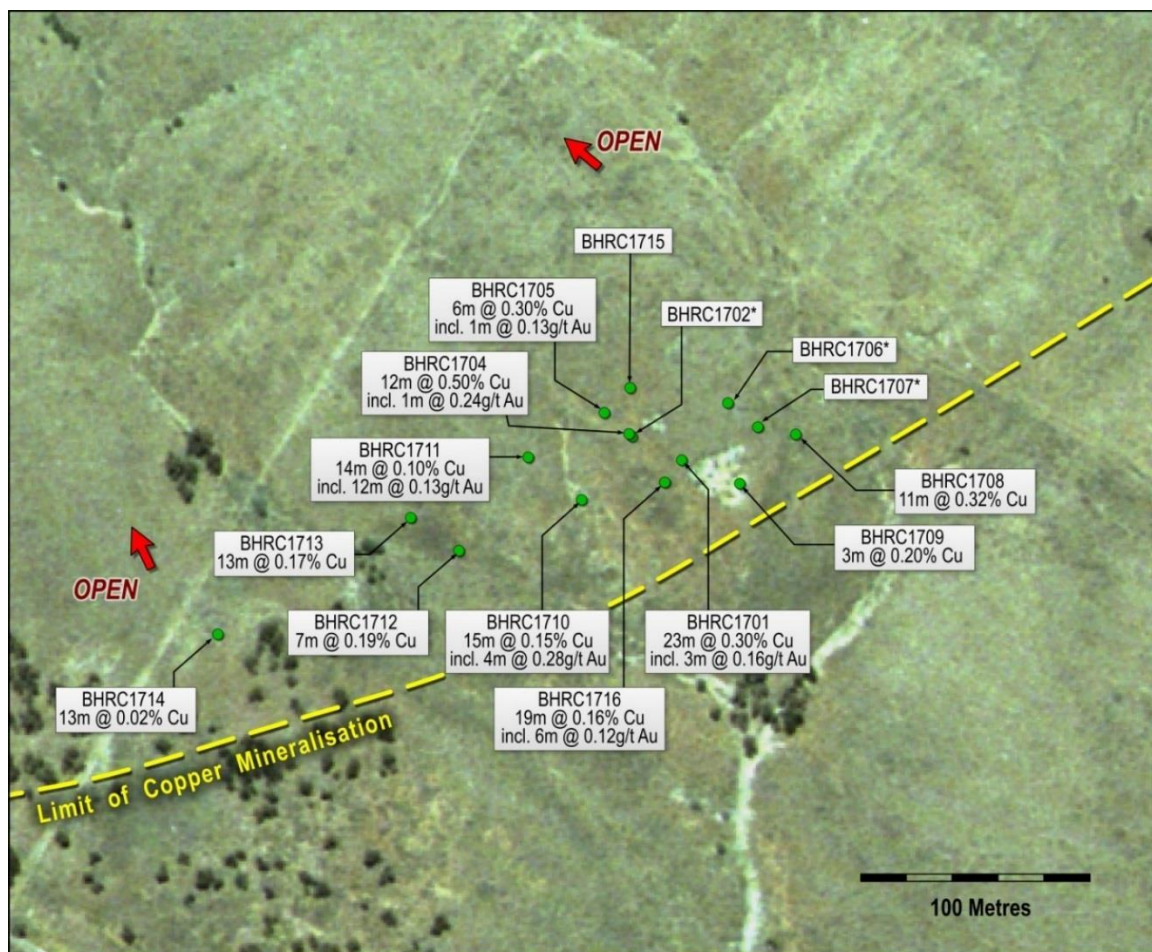 OPEN
BHRC1715
BHRC1705
6m @ 0.30% Cu
incl. 1m @ 0.13g/t Au
BHRC1702*
BHRC1706*
BHRC1704
12m @ 0.50% Cu
incl. 1m @ 0.24g/t Au
BHRC1707*
BHRC1711
14m @ 0.10% Cu
incl. 12m @ 0.13g/t Au
BHRC1708
11m @ 0.32% Cu
BHRC1713
13m @ 0.17% Cu
BHRC1709
3m @ 0.20% Cu
OPEN
BHRC1712
7m @ 0.19% Cu
BHRC1710
15m @ 0.15% Cu
incl. 4m @ 0.28g/t Au
BHRC1701
23m @ 0.30% Cu
incl. 3m @ 0.16g/t Au
BHRC1714
13m @ 0.02% Cu
BHRC1716
19m @ 0.16% Cu
incl. 6m @ 0.12g/t Au
Limit of Copper Mineralisation
100 Metres